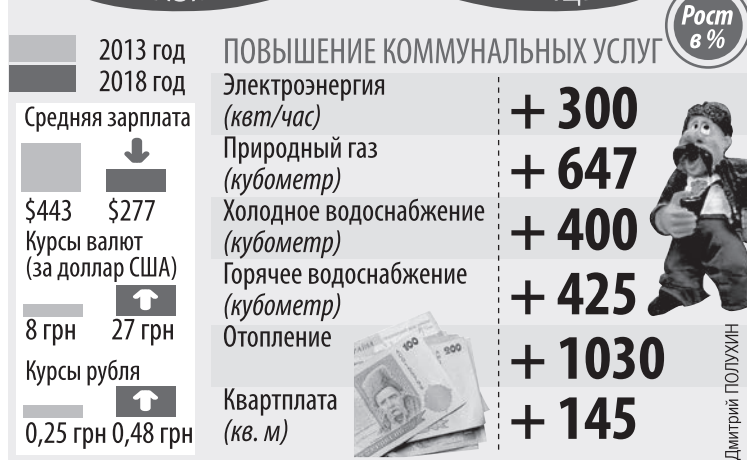 Рост
в %
2013 год
2018 год
ПОВЫШЕНИЕ КОММУНАЛЬНЫХ УСЛУГ
Средняя зарплата
$443
$277
Курсы валют
(за доллар США)
8 грн
27 грн
Курсы рубля
0,25 грн
0,48 грн
Электроэнергия
(квт/час)
+ 300
Природный газ
(кубометр)
+ 647
Холодное водоснабжение
(кубометр)
+ 400
Горячее водоснабжение
(кубометр)
+ 425
Отопление
+ 1030
Квартплата
(кв. м)
+ 145
100
200
Дмитрий ПОЛУХИН